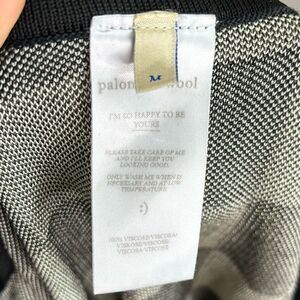 M
palom wool
I'M SO HAPPY TO BE
YOURS
PLEASE TAKE CARE OF ME
AND I'LL KEEP YOU
LOOKING GOOD.
ONLY WASH ME WHEN IS
NECESSARY AND AT LOW
TEMPERATURE
:)
100% VISCOSE/VISCOSA/
VISKOSE/VISCOSE/
VISCOSA/VISCOSE